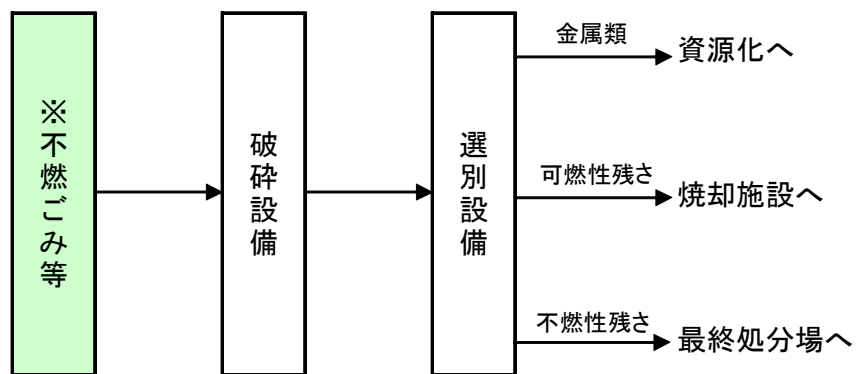 ※不燃ごみ等
破砕設備
選別設備
金属類
資源化へ
可燃性残さ
焼却施設へ
不燃性残さ
最終処分場へ